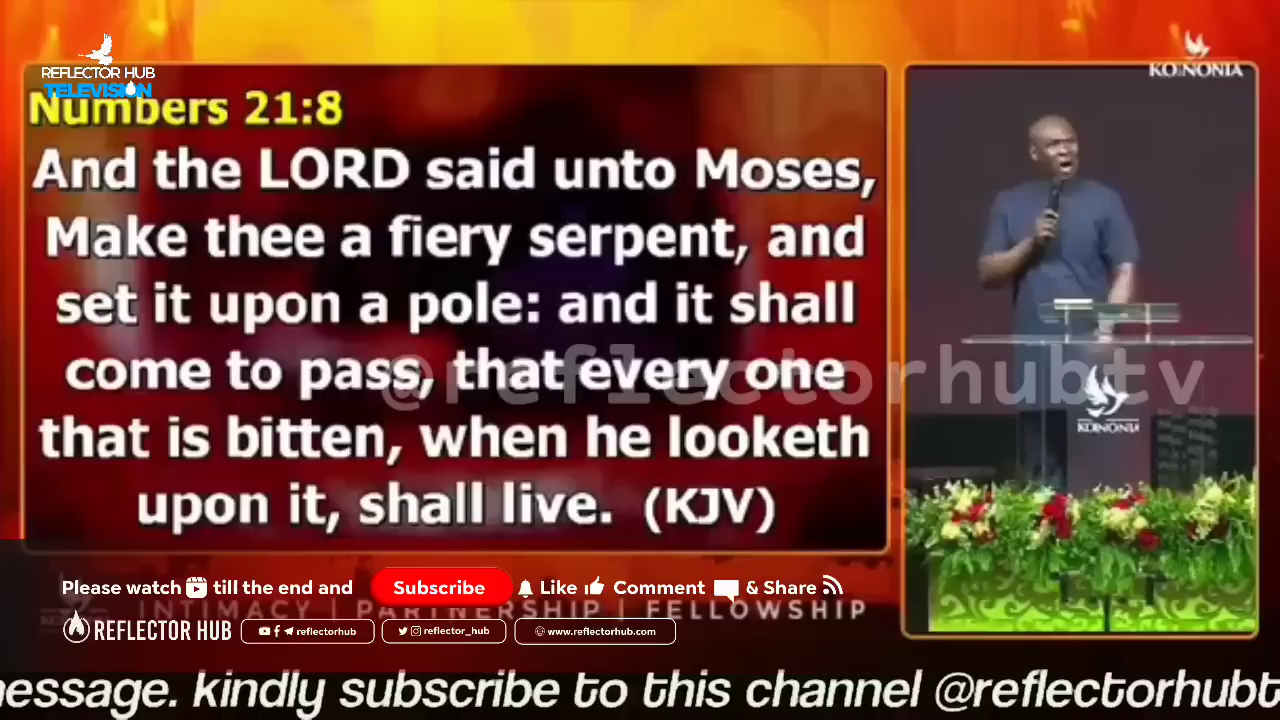 REFLECTOR HUB
TELEVISION
KOINONIA
Numbers 21:8
And the LORD said unto Moses,
Make thee a fiery serpent, and
set it upon a pole: and it shall
come to pass, that every one
that is bitten, when he looketh
upon it, shall live. (KJV)
@reflectorhubtv
KOINONIA
Please watch till the end and Subscribe Like Comment & Share
INTIMACY | PARTNERSHIP | FELLOWSHIP
REFLECTOR HUB reflectorhub reflector_hub www.reflectorhub.com
essage. kindly subscribe to this channel @reflectorhubt